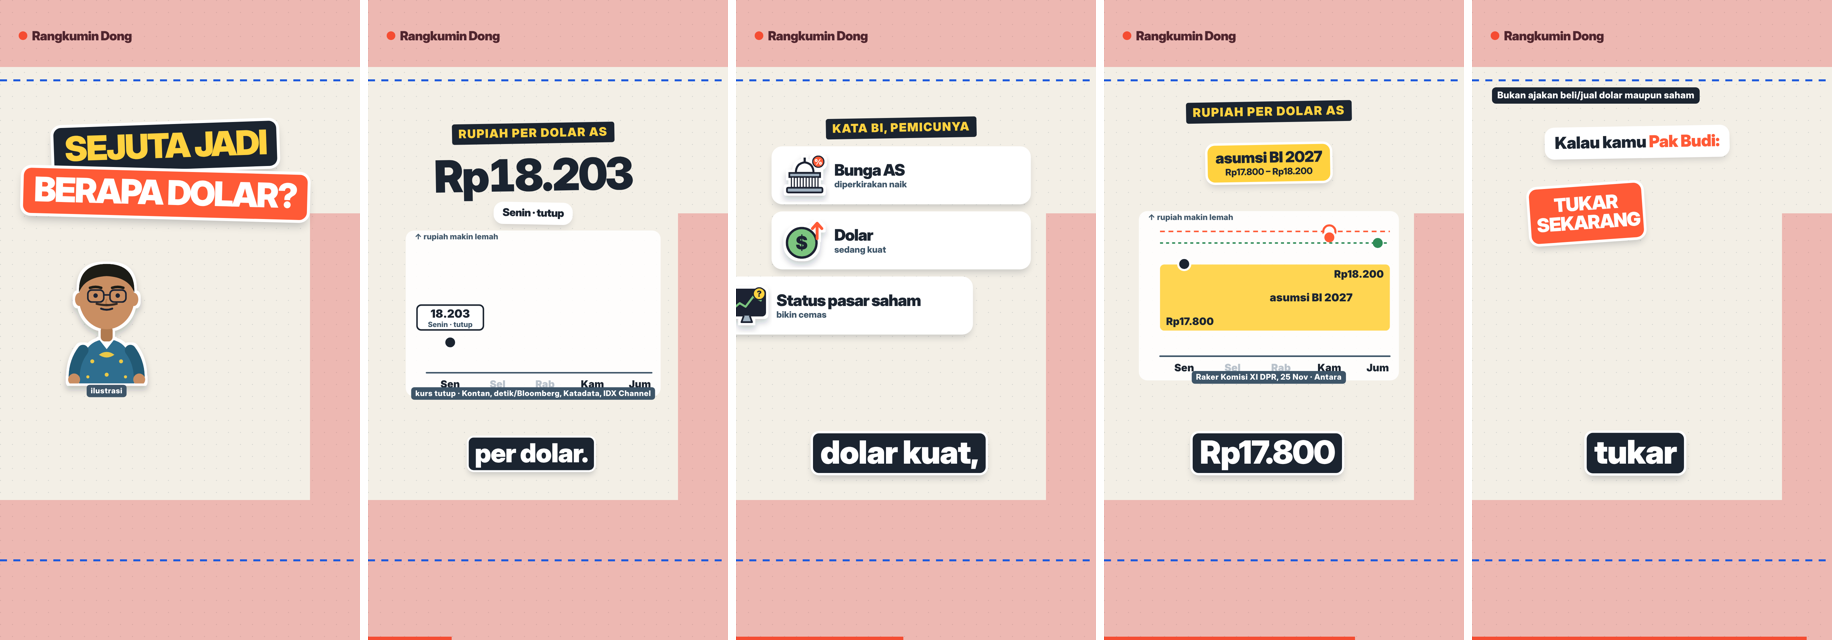 Rangkumin Dong
SEJUTA JADI
BERAPA DOLAR?
ilustrasi
Rangkumin Dong
RUPIAH PER DOLAR AS
Rp18.203
Senin · tutup
↑ rupiah makin lemah
18.203
Senin · tutup
Sen Sel Rab Kam Jum
kurs tutup · Kontan, detik/Bloomberg, Katadata, IDX Channel
per dolar.
Rangkumin Dong
KATA BI, PEMICUNYA
%
Bunga AS
diperkirakan naik
$
Dolar
sedang kuat
?
Status pasar saham
bikin cemas
dolar kuat,
Rangkumin Dong
RUPIAH PER DOLAR AS
asumsi BI 2027
Rp17.800 – Rp18.200
↑ rupiah makin lemah
Rp18.200
asumsi BI 2027
Rp17.800
Sen Sel Rab Kam Jum
Raker Komisi XI DPR, 25 Nov · Antara
Rp17.800
Rangkumin Dong
Bukan ajakan beli/jual dolar maupun saham
Kalau kamu Pak Budi:
TUKAR
SEKARANG
tukar